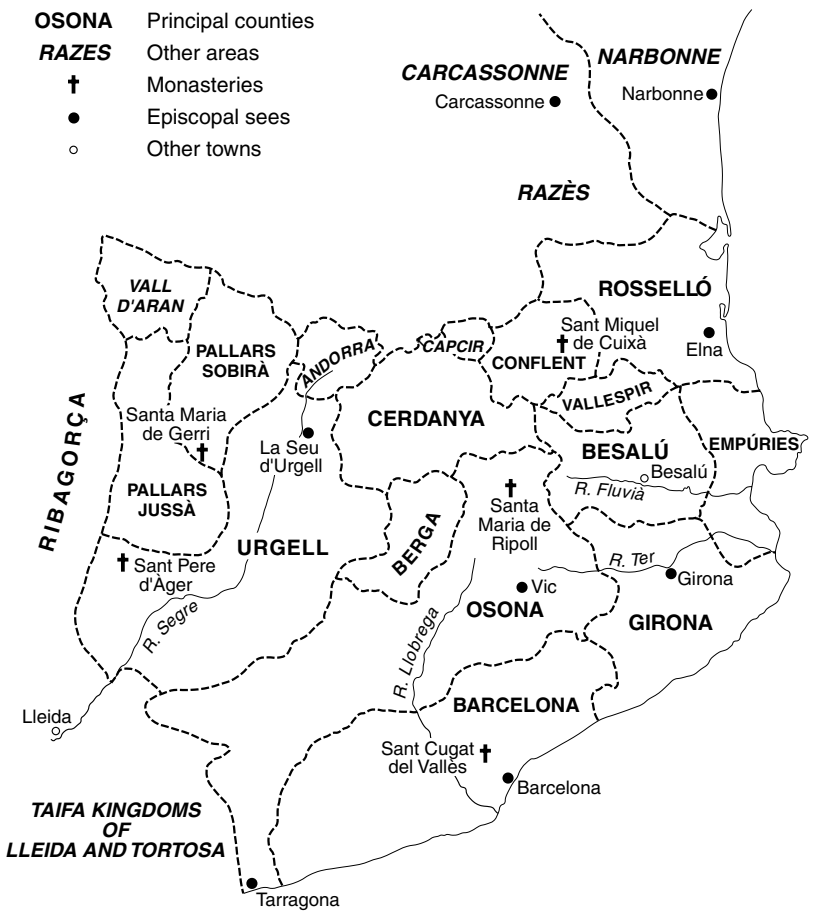 OSONA Principal counties
RAZES Other areas
Monasteries
Episcopal sees
Other towns
CARCASSONNE
Carcassonne
NARBONNE
Narbonne
RAZÈS
VALL
D'ARAN
PALLARS
SOBIRÀ
ANDORRA
CAPCIR
ROSSELLÓ
Sant Miquel
de Cuixà
Elna
CONFLENT
VALLESPIR
RIBAGORÇA
Santa Maria
de Gerri
La Seu
d'Urgell
CERDANYA
BESALÚ
Besalú
R. Fluvià
EMPÚRIES
PALLARS
JUSSÀ
URGELL
BERGA
Santa
Maria de
Ripoll
Sant Pere
d'Àger
R. Segre
R. Ter
Girona
Vic
OSONA
GIRONA
R. Llobrega
BARCELONA
Lleida
Sant Cugat
del Vallès
Barcelona
TAIFA KINGDOMS
OF
LLEIDA AND TORTOSA
Tarragona